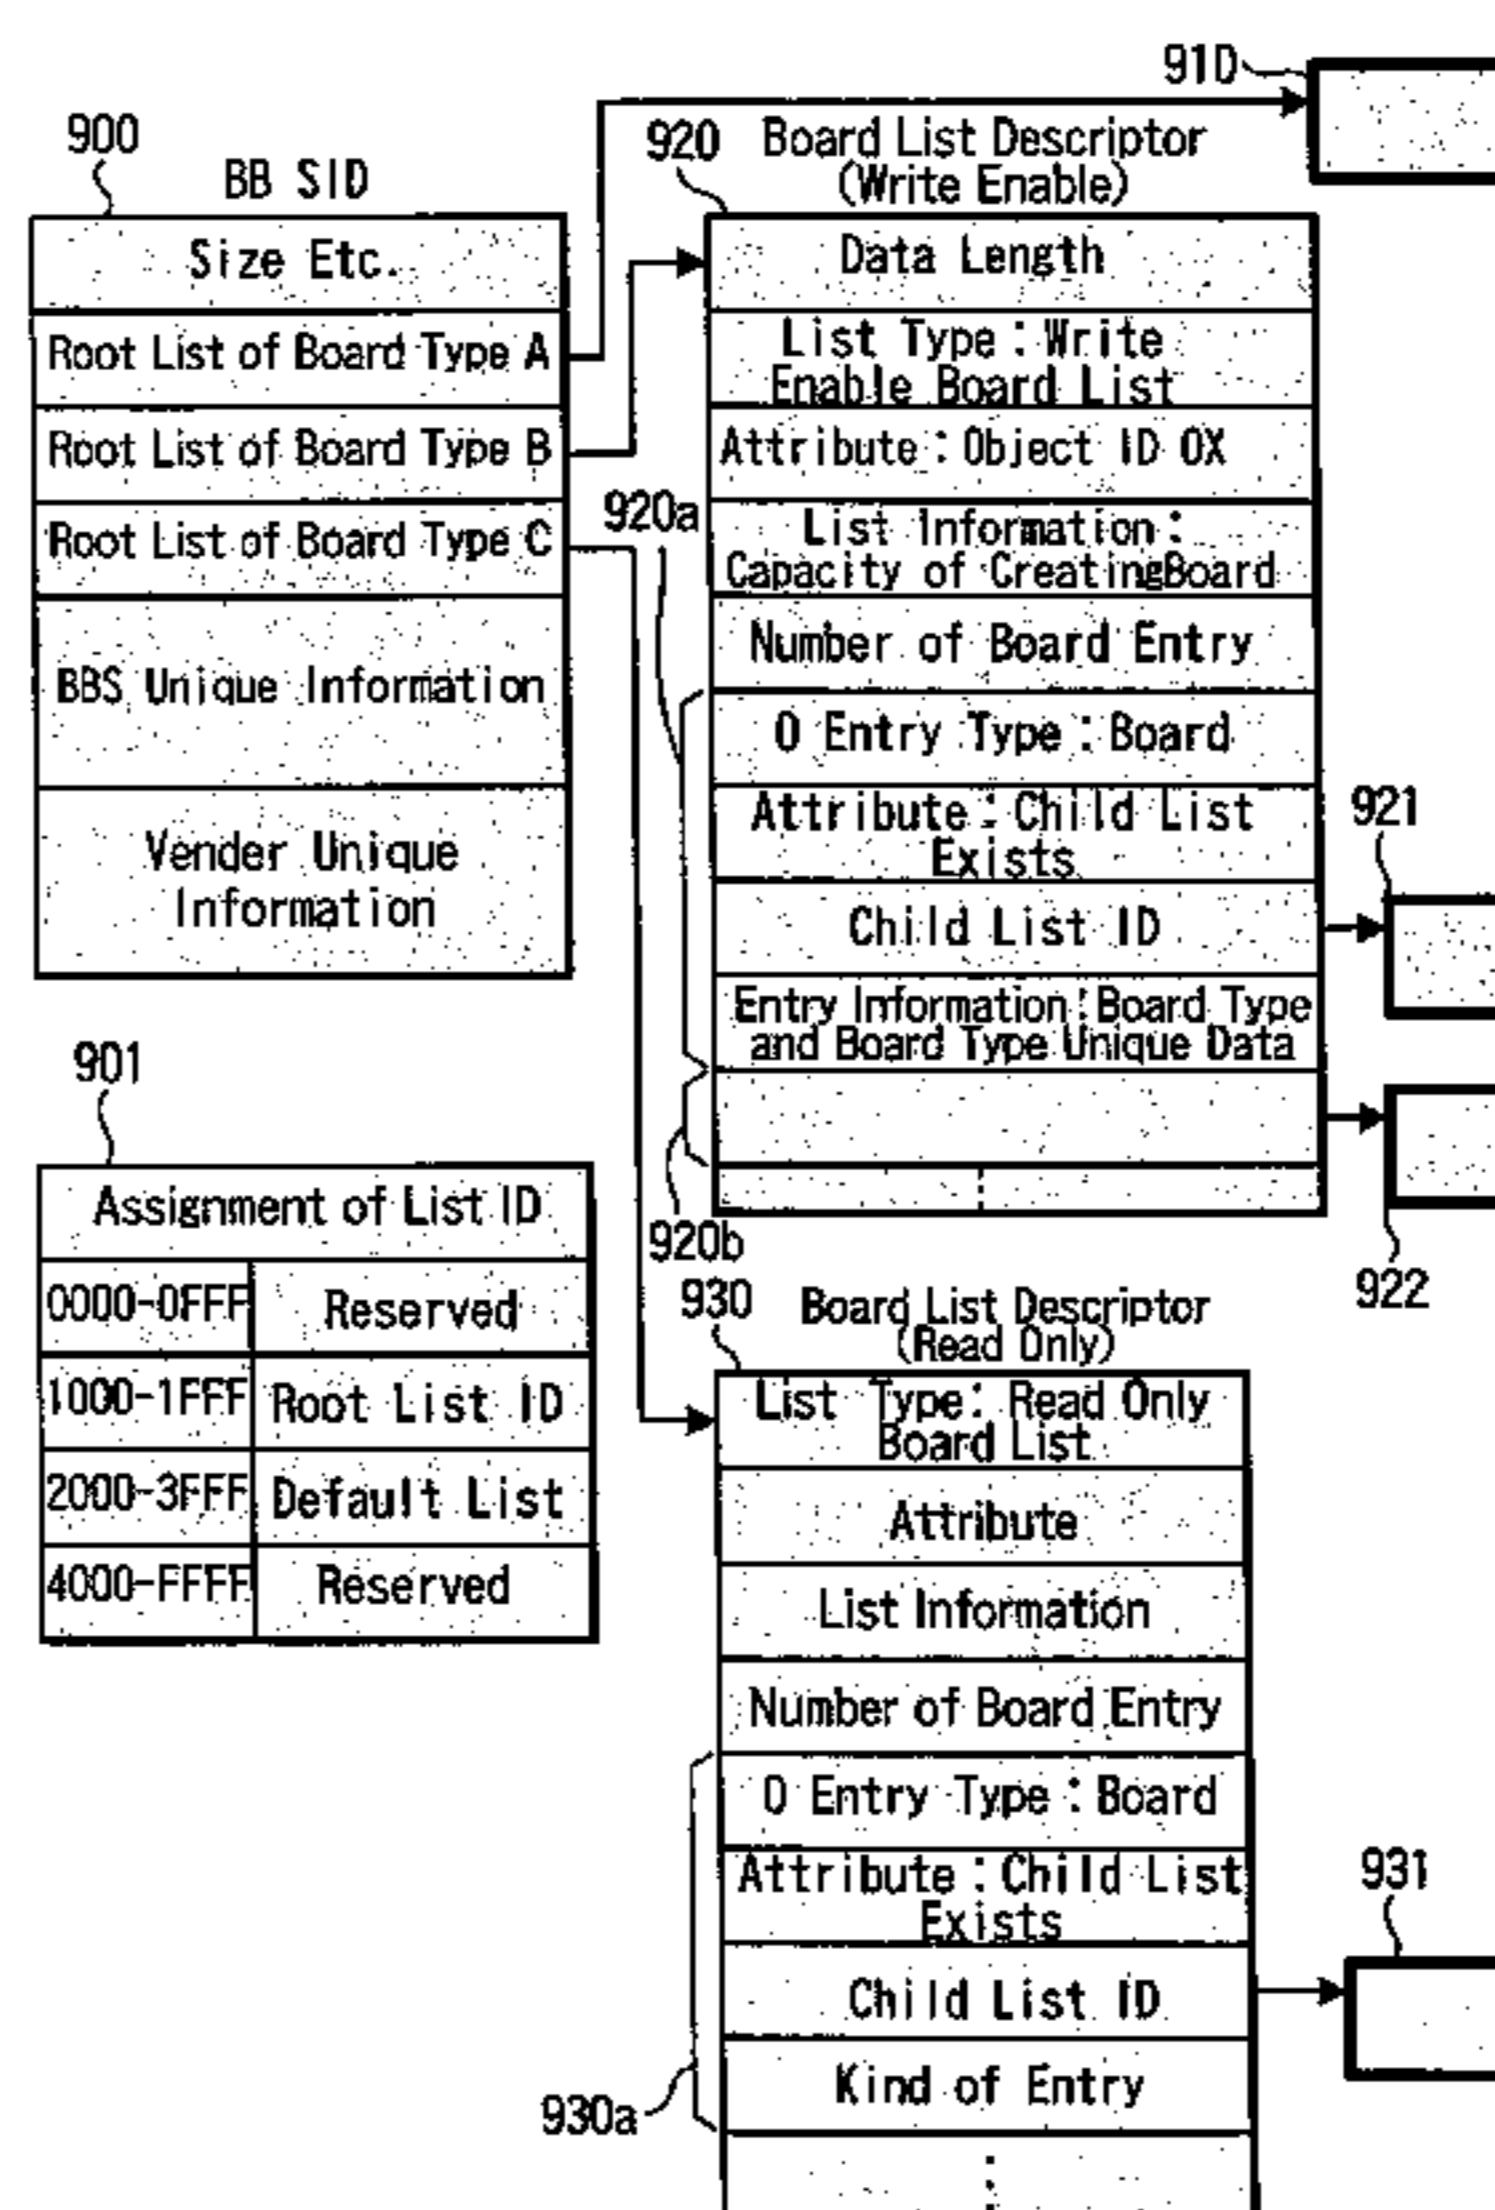 900
BB SID
Size Etc.
Root List of Board Type A
Root List of Board Type B
Root List of Board Type C
BBS Unique Information
Vender Unique
Information
901
Assignment of List ID
0000-0FFF Reserved
1000-1FFF Root List ID
2000-3FFF Default List
4000-FFFF Reserved
910
920
Board List Descriptor
(Write Enable)
Data Length
List Type : Write
Enable Board List
Attribute : Object ID OX
920a
List Information :
Capacity of CreatingBoard
Number of Board Entry
0 Entry Type : Board
Attribute : Child List
Exists
Child List ID
Entry Information : Board Type
and Board Type Unique Data
920b
921
922
930
Board List Descriptor
(Read Only)
List Type : Read Only
Board List
Attribute
List Information
Number of Board Entry
0 Entry Type : Board
Attribute : Child List
Exists
Child List ID
Kind of Entry
930a
931